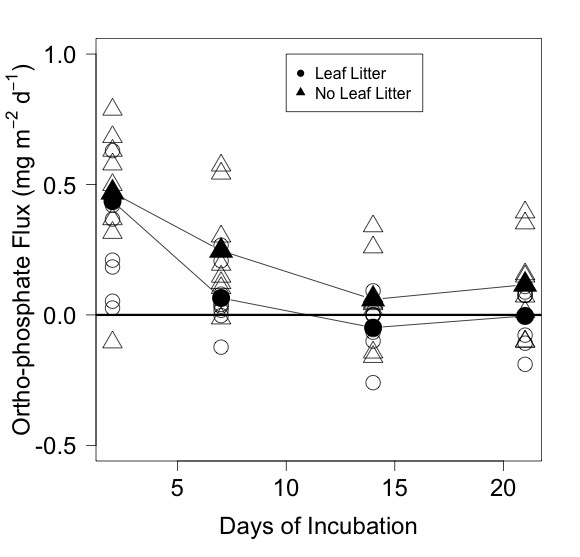 1.0
0.5
0.0
-0.5
Ortho-phosphate Flux (mg m⁻² d⁻¹)
Leaf Litter
No Leaf Litter
5 10 15 20
Days of Incubation